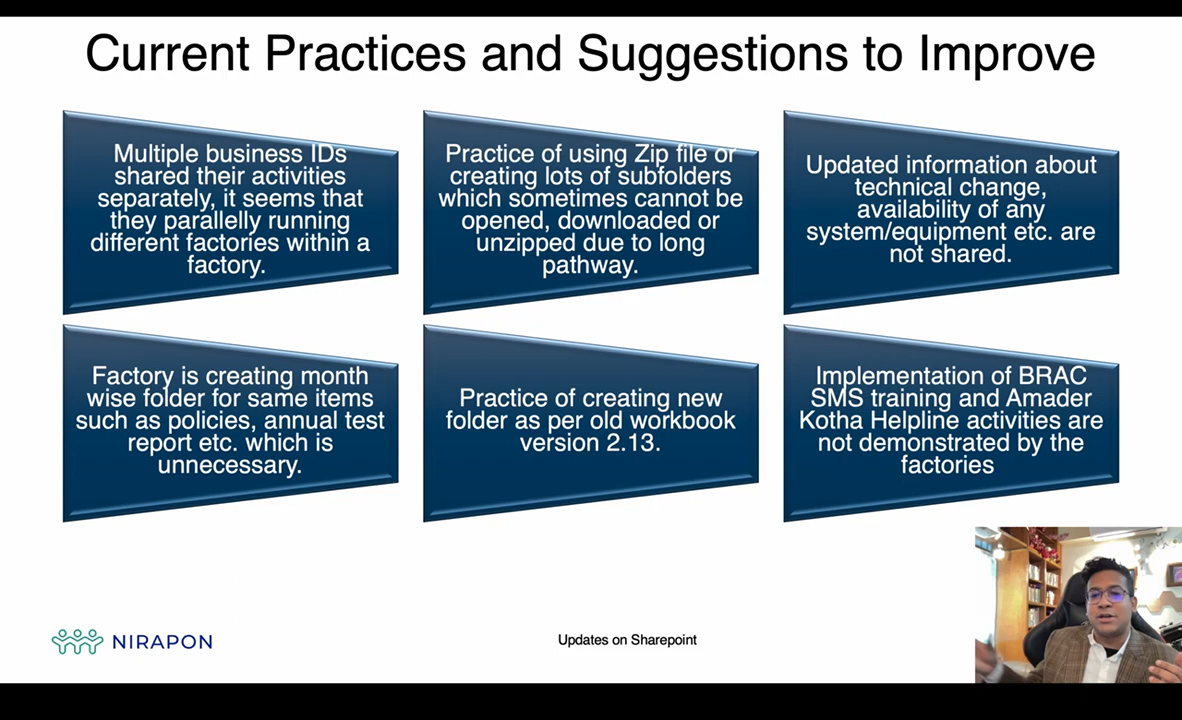 Current Practices and Suggestions to Improve
Multiple business IDs
shared their activities
separately, it seems that
they parallelly running
different factories within a
factory.
Practice of using Zip file or
creating lots of subfolders
which sometimes cannot be
opened, downloaded or
unzipped due to long
pathway.
Updated information about
technical change,
availability of any
system/equipment etc. are
not shared.
Factory is creating month
wise folder for same items
such as policies, annual test
report etc. which is
unnecessary.
Practice of creating new
folder as per old workbook
version 2.13.
Implementation of BRAC
SMS training and Amader
Kotha Helpline activities are
not demonstrated by the
factories
NIRAPON
Updates on Sharepoint